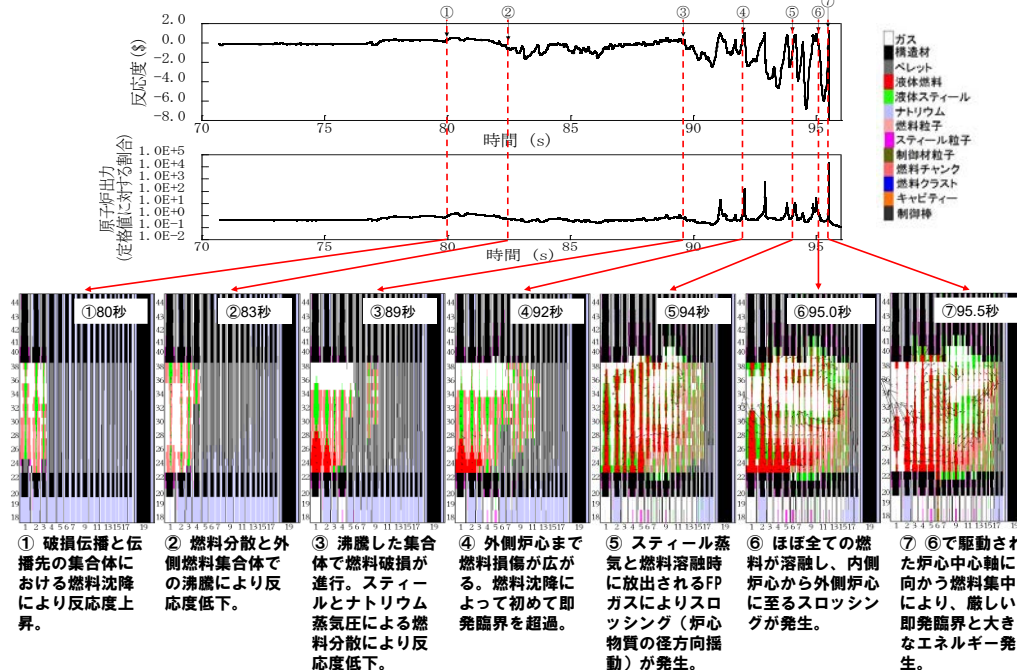 ① ② ③ ④ ⑤ ⑥ ⑦
反応度($)
2.0
0.0
-2.0
-4.0
-6.0
-8.0
70 75 80 85 90 95
時間 (s)
原子炉出力
(定格値に対する割合)
1.0E+5
1.0E+4
1.0E+3
1.0E+2
1.0E+1
1.0E+0
1.0E-1
1.0E-2
70 75 80 85 90 95
時間 (s)
ガス
構造材
ペレット
液体燃料
液体スティール
ナトリウム
燃料粒子
スティール粒子
制御材粒子
燃料チャンク
燃料クラスト
キャビティー
制御棒
①80秒
②83秒
③89秒
④92秒
⑤94秒
⑥95.0秒
⑦95.5秒
① 破損伝播と伝
播先の集合体に
おける燃料沈降
により反応度上
昇。
② 燃料分散と外
側燃料集合体で
の沸騰により反
応度低下。
③ 沸騰した集合
体で燃料破損が
進行。スティー
ルとナトリウム
蒸気圧による燃
料分散により反
応度低下。
④ 外側炉心まで
燃料損傷が広
がる。燃料沈降に
よって初めて即
発臨界を超過。
⑤ スティール蒸
気と燃料溶融時
に放出されるFP
ガスによりスロ
ッシング（炉心
物質の径方向揺
動）が発生。
⑥ ほぼ全ての燃
料が溶融し、内側
炉心から外側炉心
に至るスロッシン
グが発生。
⑦ ⑥で駆動され
た炉心中心軸に
向かう燃料集中
により、厳しい
即発臨界と大き
なエネルギー発
生。